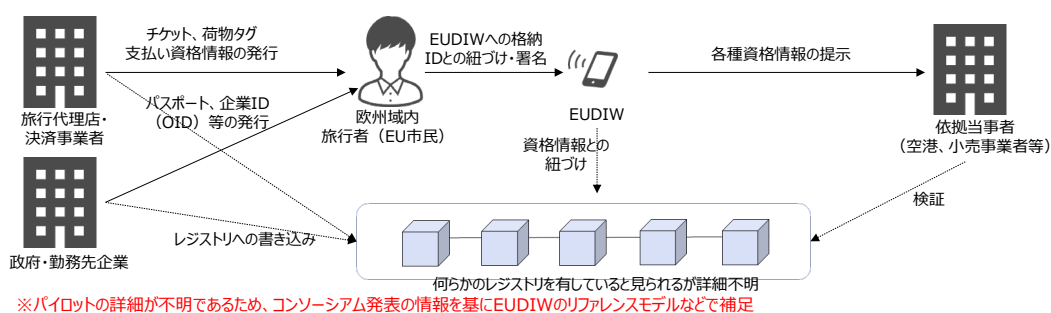 チケット、荷物タグ
支払い資格情報の発行
EUDIWへの格納
IDとの紐づけ・署名
各種資格情報の提示
旅行代理店・
決済事業者
パスポート、企業ID
（OID）等の発行
欧州域内
旅行者（EU市民）
EUDIW
依拠当事者
（空港、小売事業者等）
資格情報との
紐づけ
検証
政府・勤務先企業
レジストリへの書き込み
何らかのレジストリを有していると見られるが詳細不明
※パイロットの詳細が不明であるため、コンソーシアム発表の情報を基にEUDIWのリファレンスモデルなどで補足